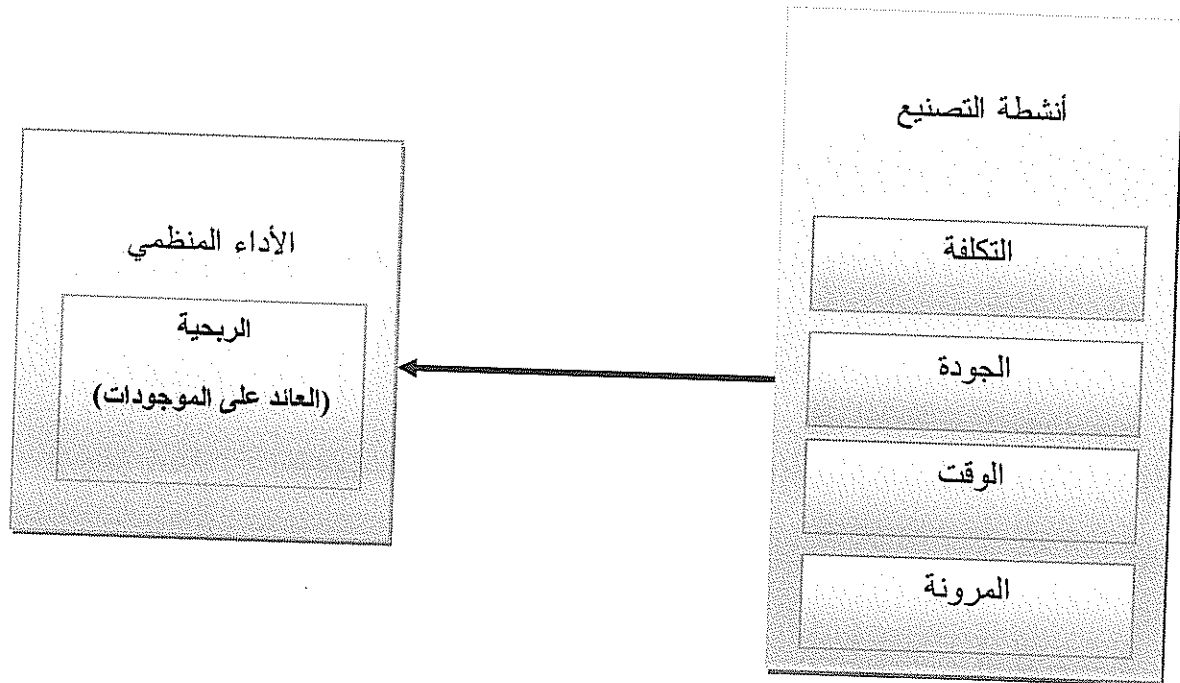 أنشطة التصنيع
التكلفة
الجودة
الوقت
المرونة
الأداء المنظمي
الربحية
(العائد على الموجودات)